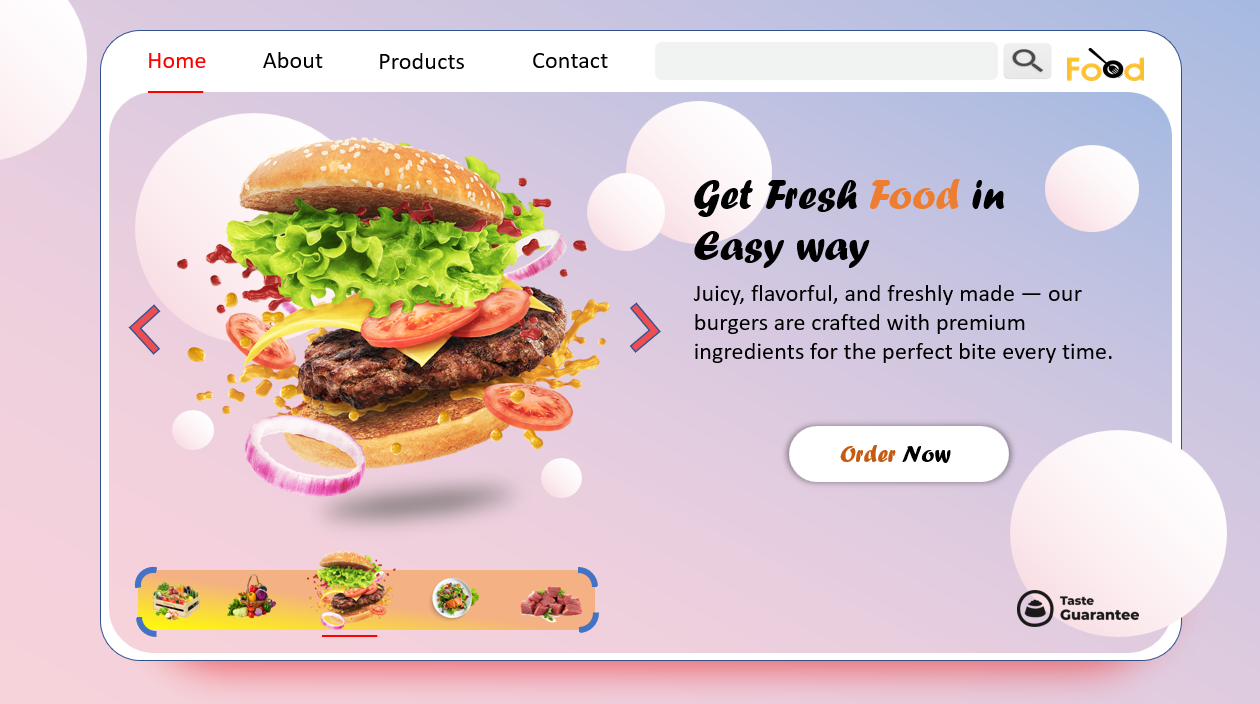 Home About Products Contact
Food
Get Fresh Food in
Easy way
Juicy, flavorful, and freshly made — our
burgers are crafted with premium
ingredients for the perfect bite every time.
Order Now
Taste
Guarantee